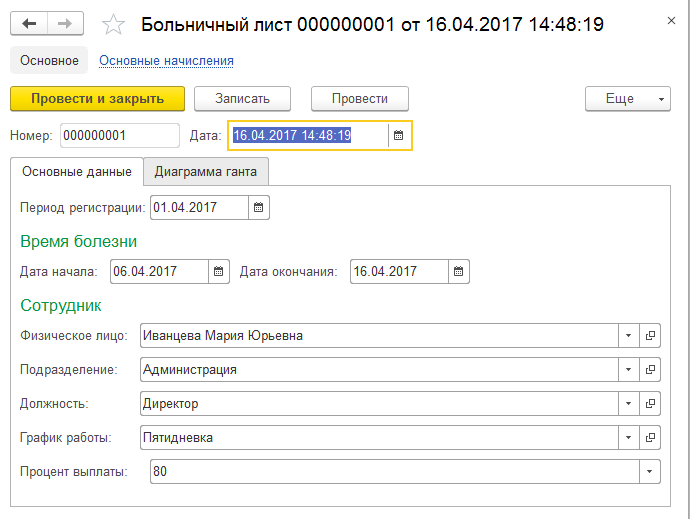 Больничный лист 000000001 от 16.04.2017 14:48:19
Основное Основные начисления
Провести и закрыть Записать Провести Еще
Номер: 000000001 Дата: 16.04.2017 14:48:19
Основные данные Диаграмма ганта
Период регистрации: 01.04.2017
Время болезни
Дата начала: 06.04.2017 Дата окончания: 16.04.2017
Сотрудник
Физическое лицо: Иванцева Мария Юрьевна
Подразделение: Администрация
Должность: Директор
График работы: Пятидневка
Процент выплаты: 80